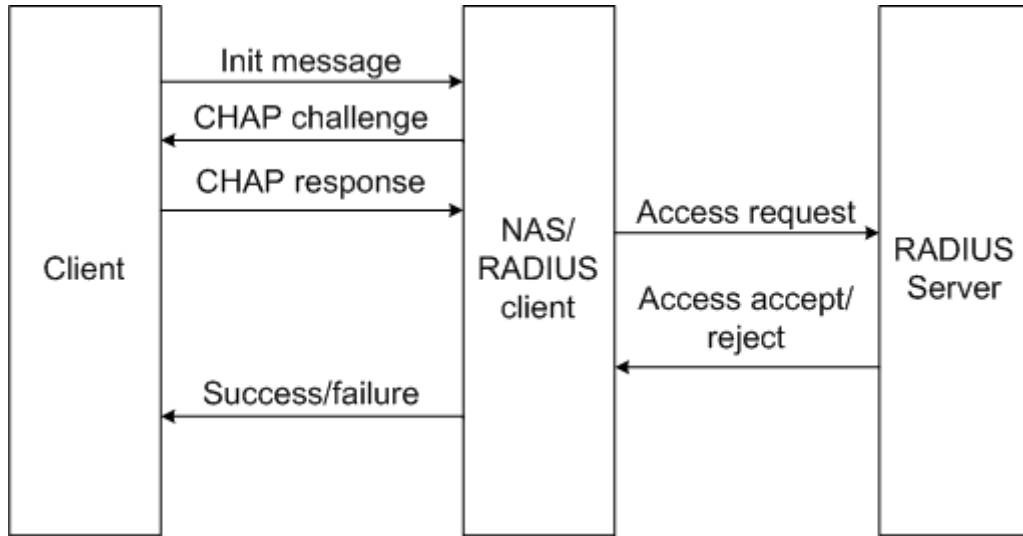 Init message
CHAP challenge
CHAP response
Client
NAS/
RADIUS
client
Access request
RADIUS
Server
Access accept/
reject
Success/failure